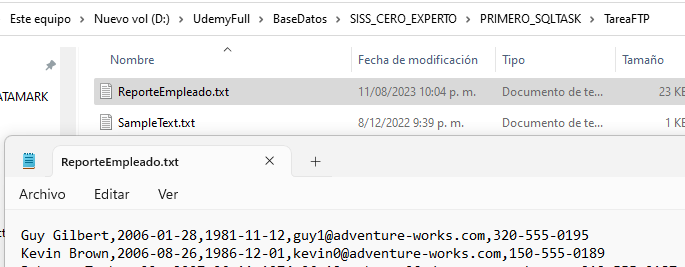 Este equipo > Nuevo vol (D:) > UdemyFull > BaseDatos > SISS_CERO_EXPERTO > PRIMERO_SQLTASK > TareaFTP
Nombre Fecha de modificación Tipo Tamaño
ATAMARK
ReporteEmpleado.txt 11/08/2023 10:04 p. m. Documento de te... 23 KB
SampleText.txt 8/12/2022 9:39 p. m. Documento de te... 1 KB
ReporteEmpleado.txt
Archivo Editar Ver
Guy Gilbert,2006-01-28,1981-11-12,guy1@adventure-works.com,320-555-0195
Kevin Brown,2006-08-26,1986-12-01,kevin0@adventure-works.com,150-555-0189